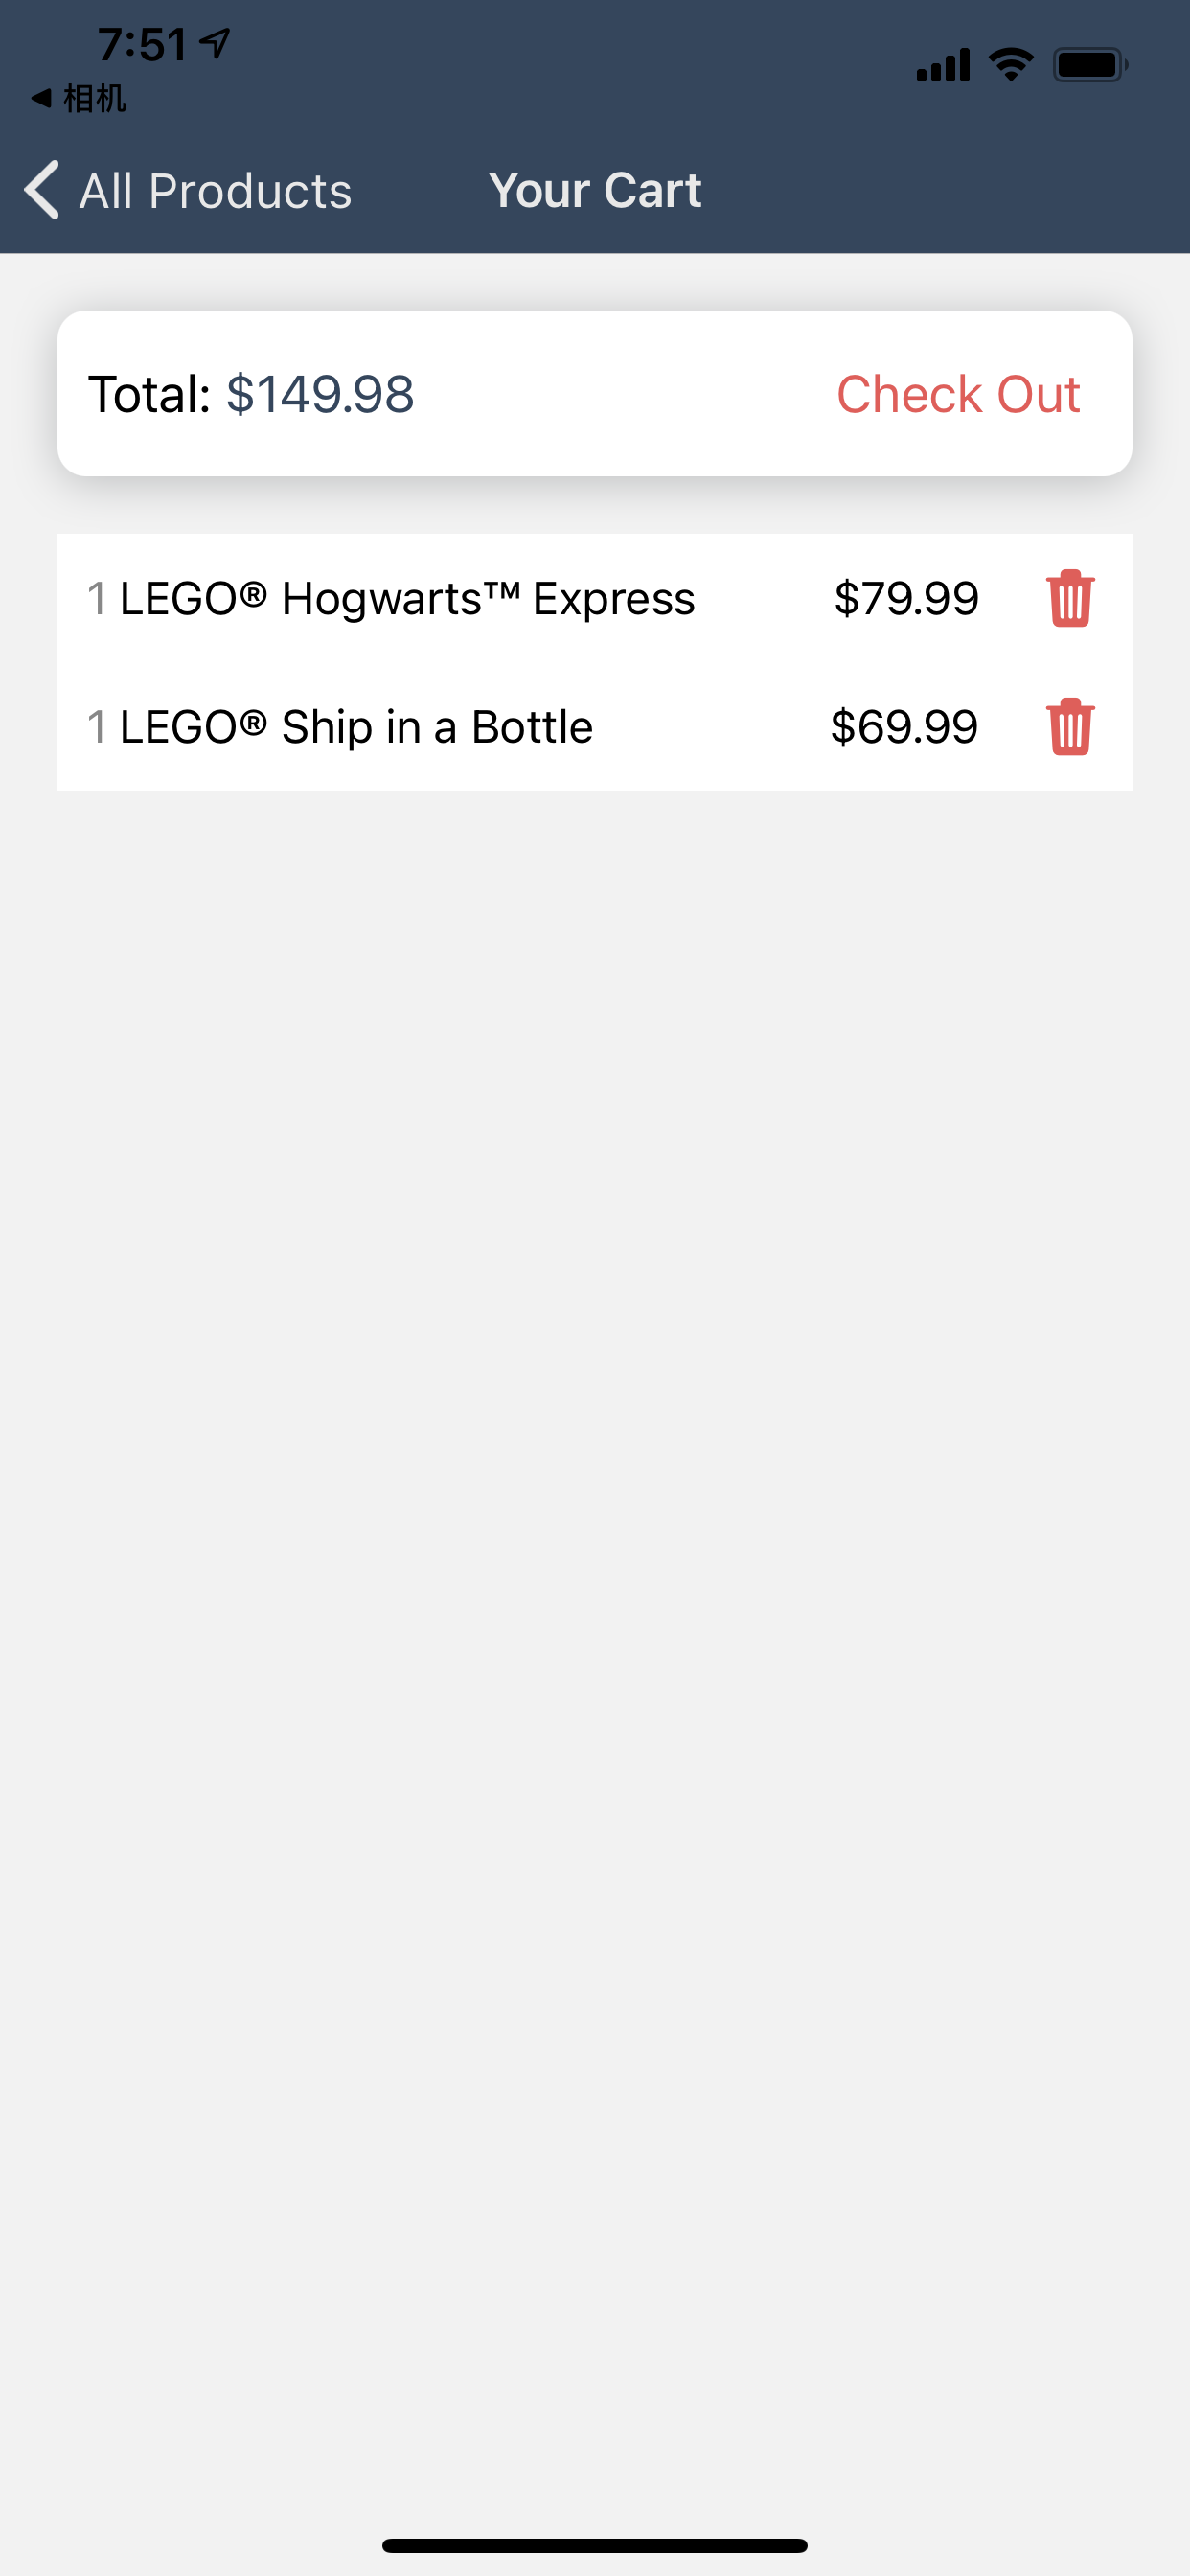 7:51
相机
All Products
Your Cart
Total: $149.98
Check Out
1 LEGO® Hogwarts™ Express $79.99
1 LEGO® Ship in a Bottle $69.99